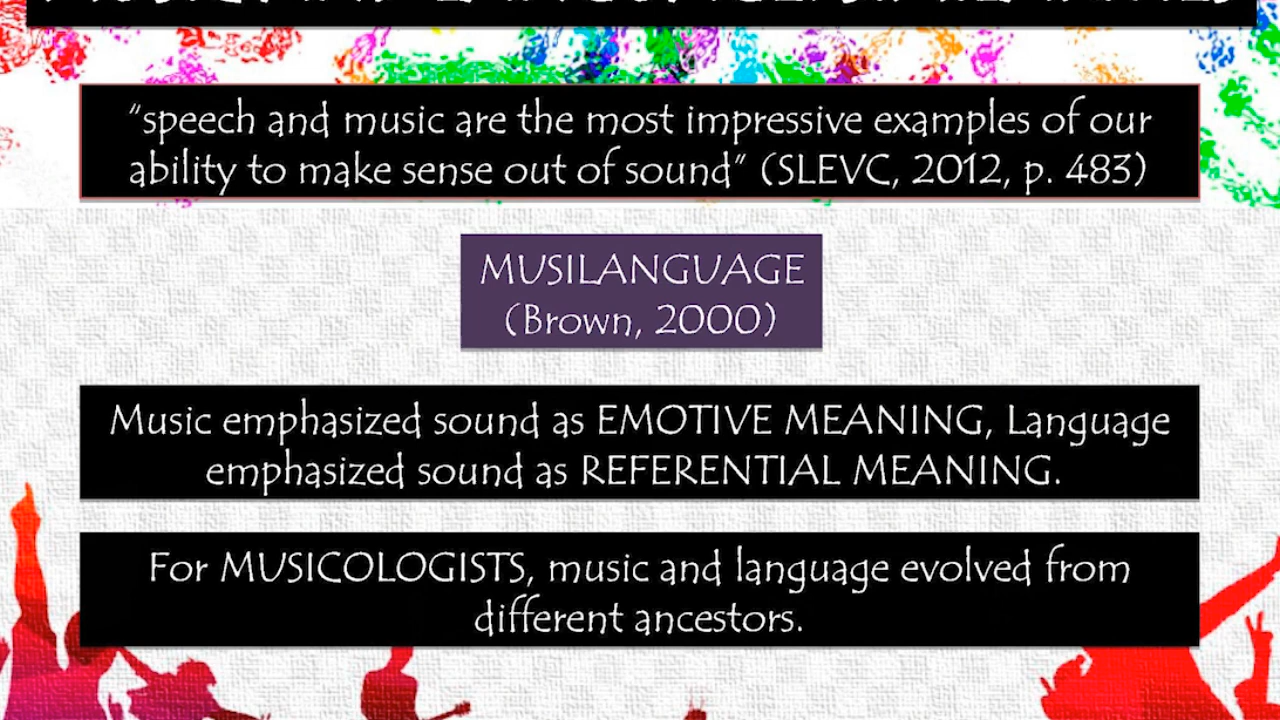 “speech and music are the most impressive examples of our
ability to make sense out of sound” (SLEVC, 2012, p. 483)
MUSILANGUAGE
(Brown, 2000)
Music emphasized sound as EMOTIVE MEANING, Language
emphasized sound as REFERENTIAL MEANING.
For MUSICOLOGISTS, music and language evolved from
different ancestors.